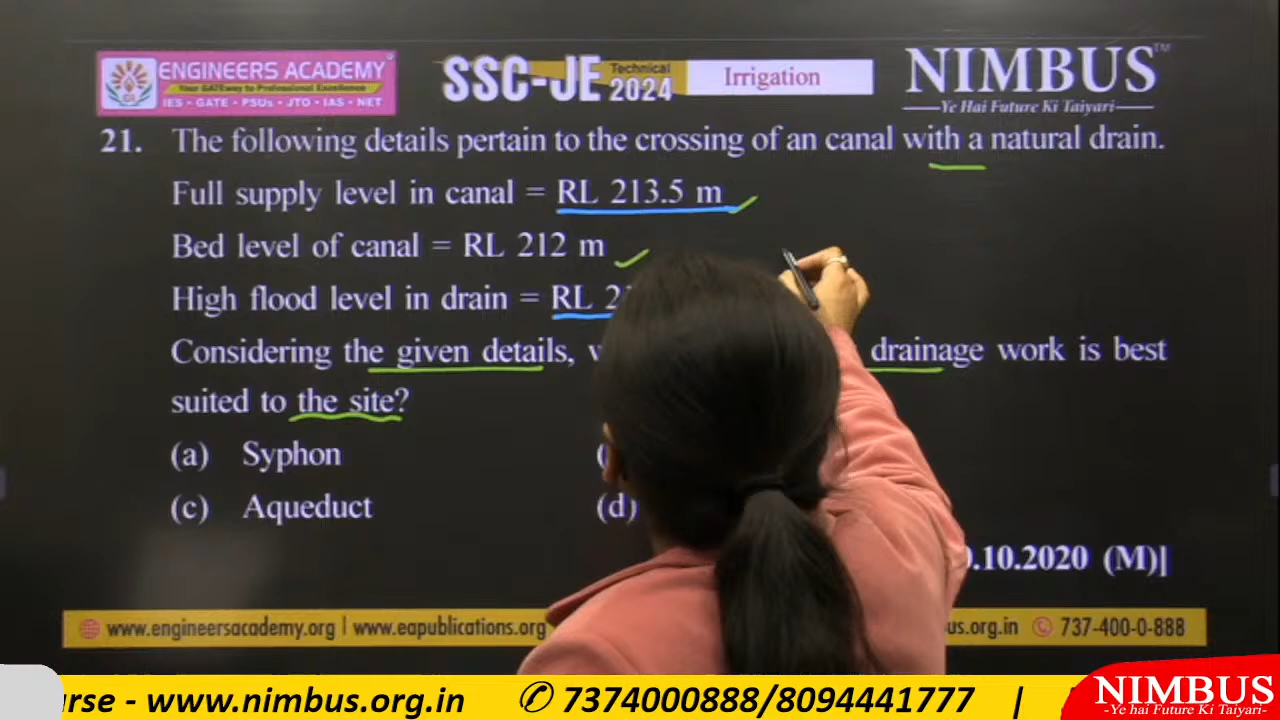 ENGINEERS ACADEMY
Your GATEway to Professional Excellence
IES • GATE • PSUs • JTO • IAS • NET
SSC-JE Technical 2024
Irrigation
NIMBUS™
Ye Hai Future Ki Taiyari
21. The following details pertain to the crossing of an canal with a natural drain.
Full supply level in canal = RL 213.5 m
Bed level of canal = RL 212 m
High flood level in drain = RL
Considering the given details, drainage work is best
suited to the site?
(a) Syphon
(c) Aqueduct (d)
.10.2020 (M)]
www.engineersacademy.org | www.eapublications.org
us.org.in 737-400-0-888
urse - www.nimbus.org.in 7374000888/8094441777 |
NIMBUS
-Ye hai Future Ki Taiyari-